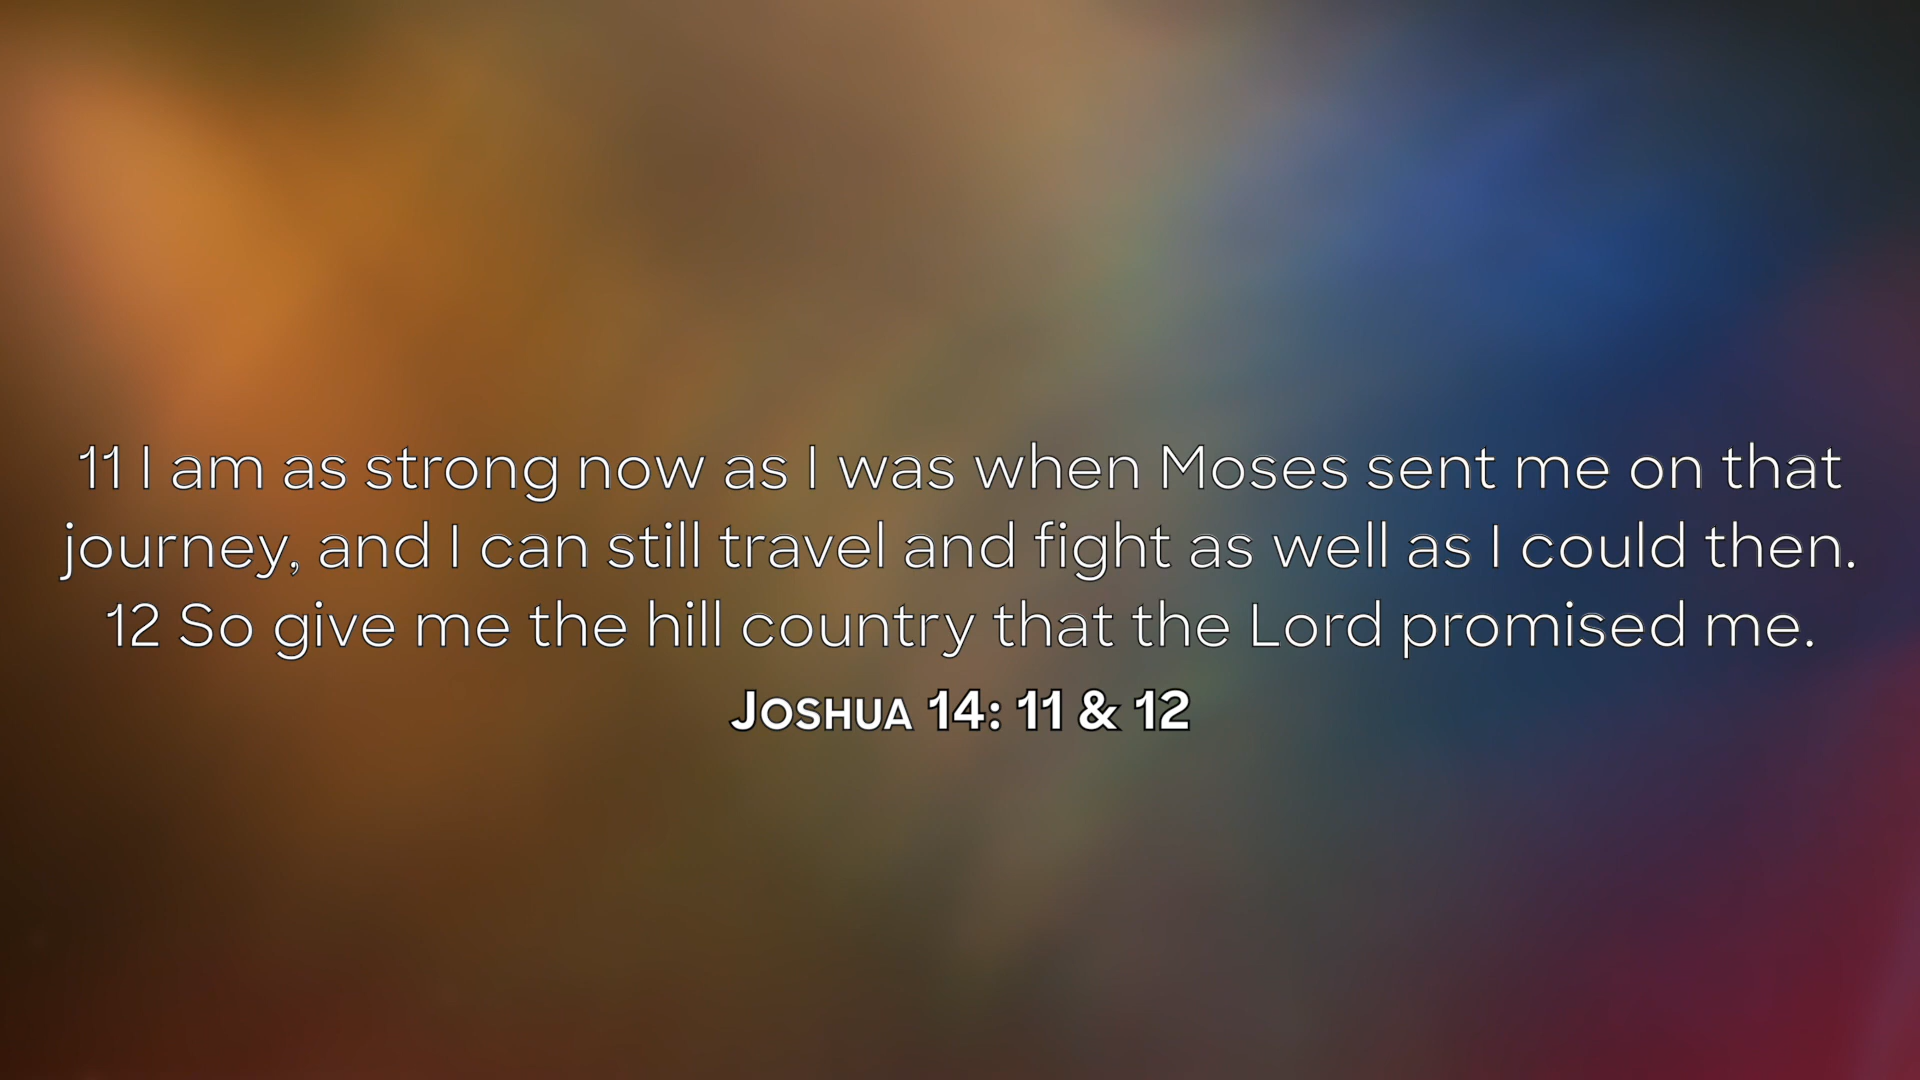 11 I am as strong now as I was when Moses sent me on that
journey, and I can still travel and fight as well as I could then.
12 So give me the hill country that the Lord promised me.
JOSHUA 14: 11 & 12